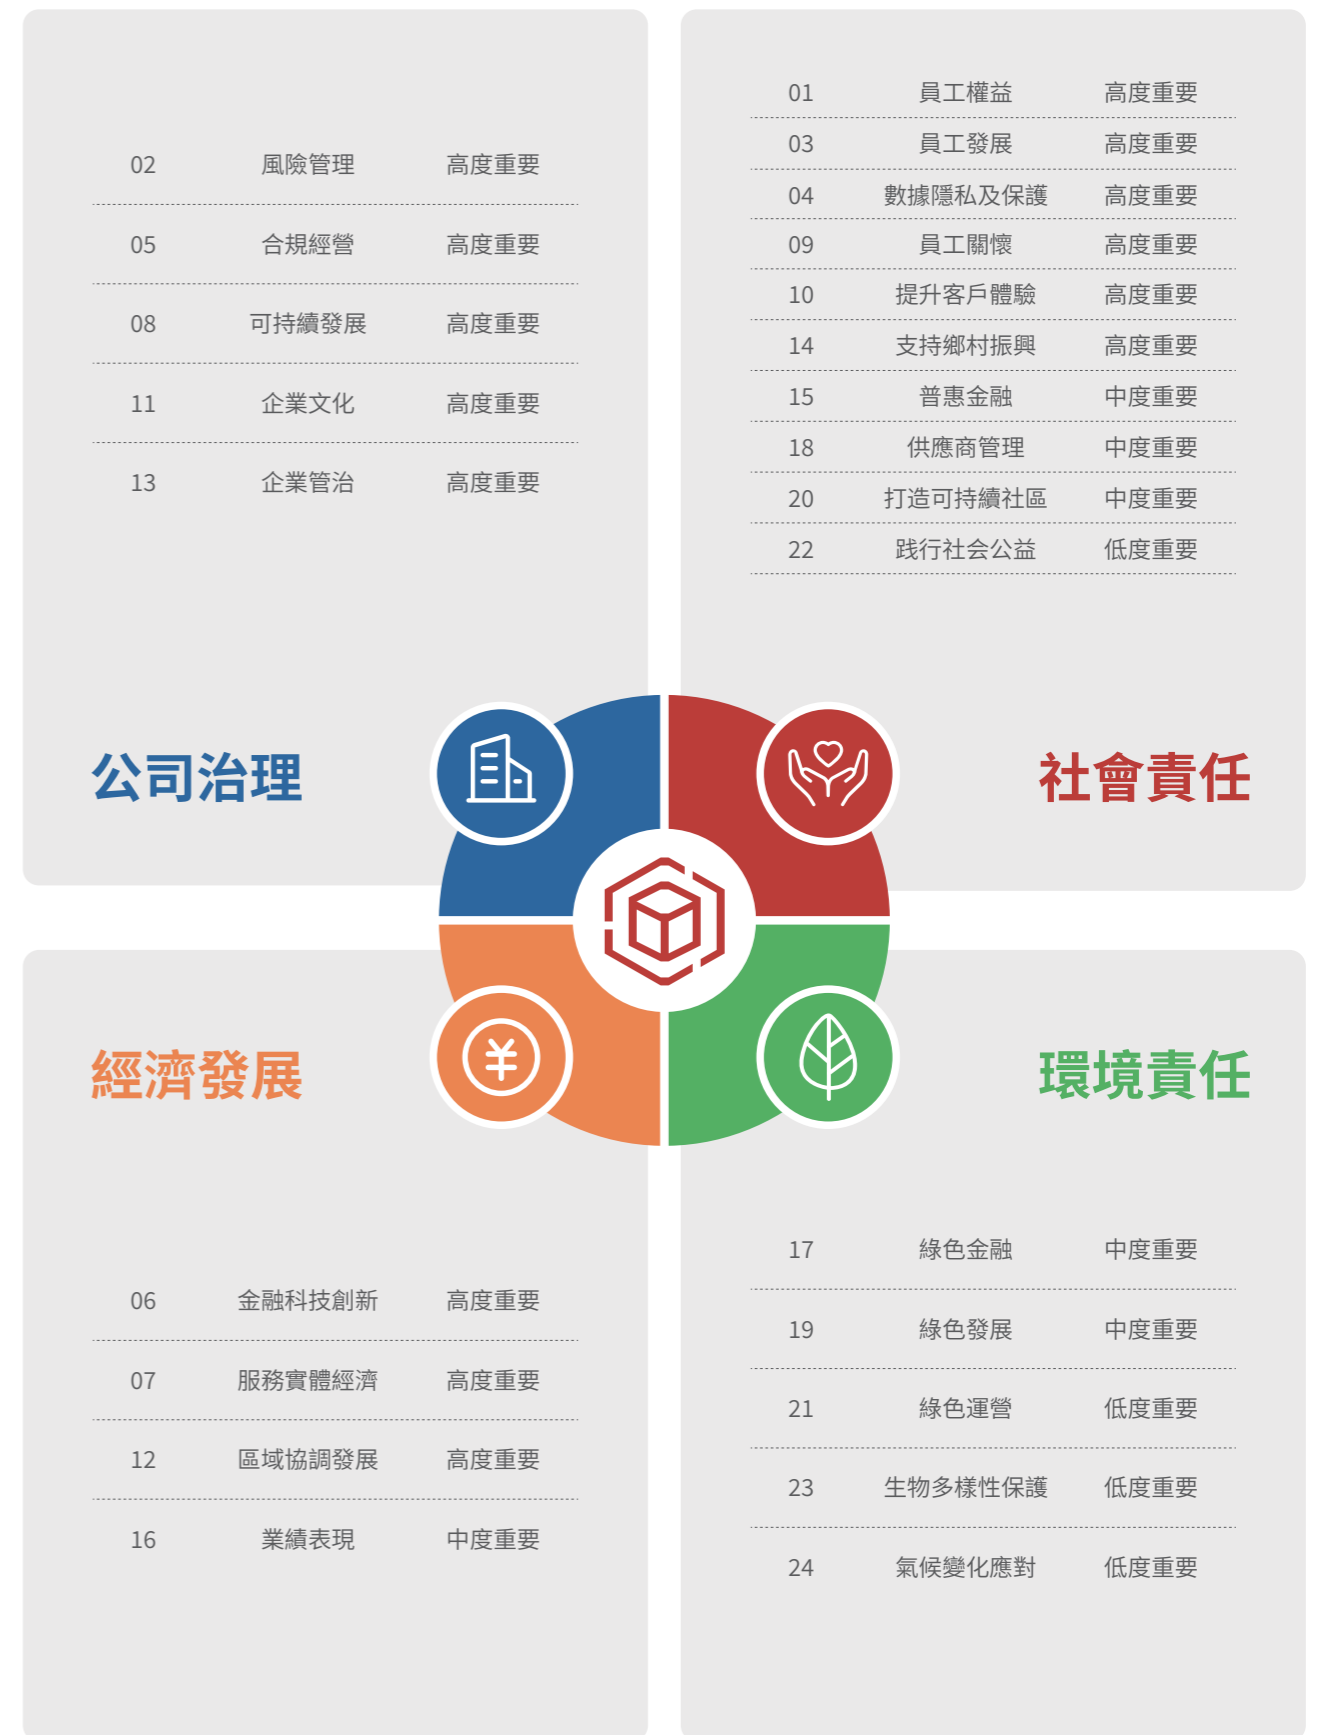 02 風險管理 高度重要
05 合規經營 高度重要
08 可持續發展 高度重要
11 企業文化 高度重要
13 企業管治 高度重要
公司治理
01 員工權益 高度重要
03 員工發展 高度重要
04 數據隱私及保護 高度重要
09 員工關懷 高度重要
10 提升客戶體驗 高度重要
14 支持鄉村振興 高度重要
15 普惠金融 中度重要
18 供應商管理 中度重要
20 打造可持續社區 中度重要
22 践行社会公益 低度重要
社會責任
經濟發展
06 金融科技創新 高度重要
07 服務實體經濟 高度重要
12 區域協調發展 高度重要
16 業績表現 中度重要
環境責任
17 綠色金融 中度重要
19 綠色發展 中度重要
21 綠色運營 低度重要
23 生物多樣性保護 低度重要
24 氣候變化應對 低度重要